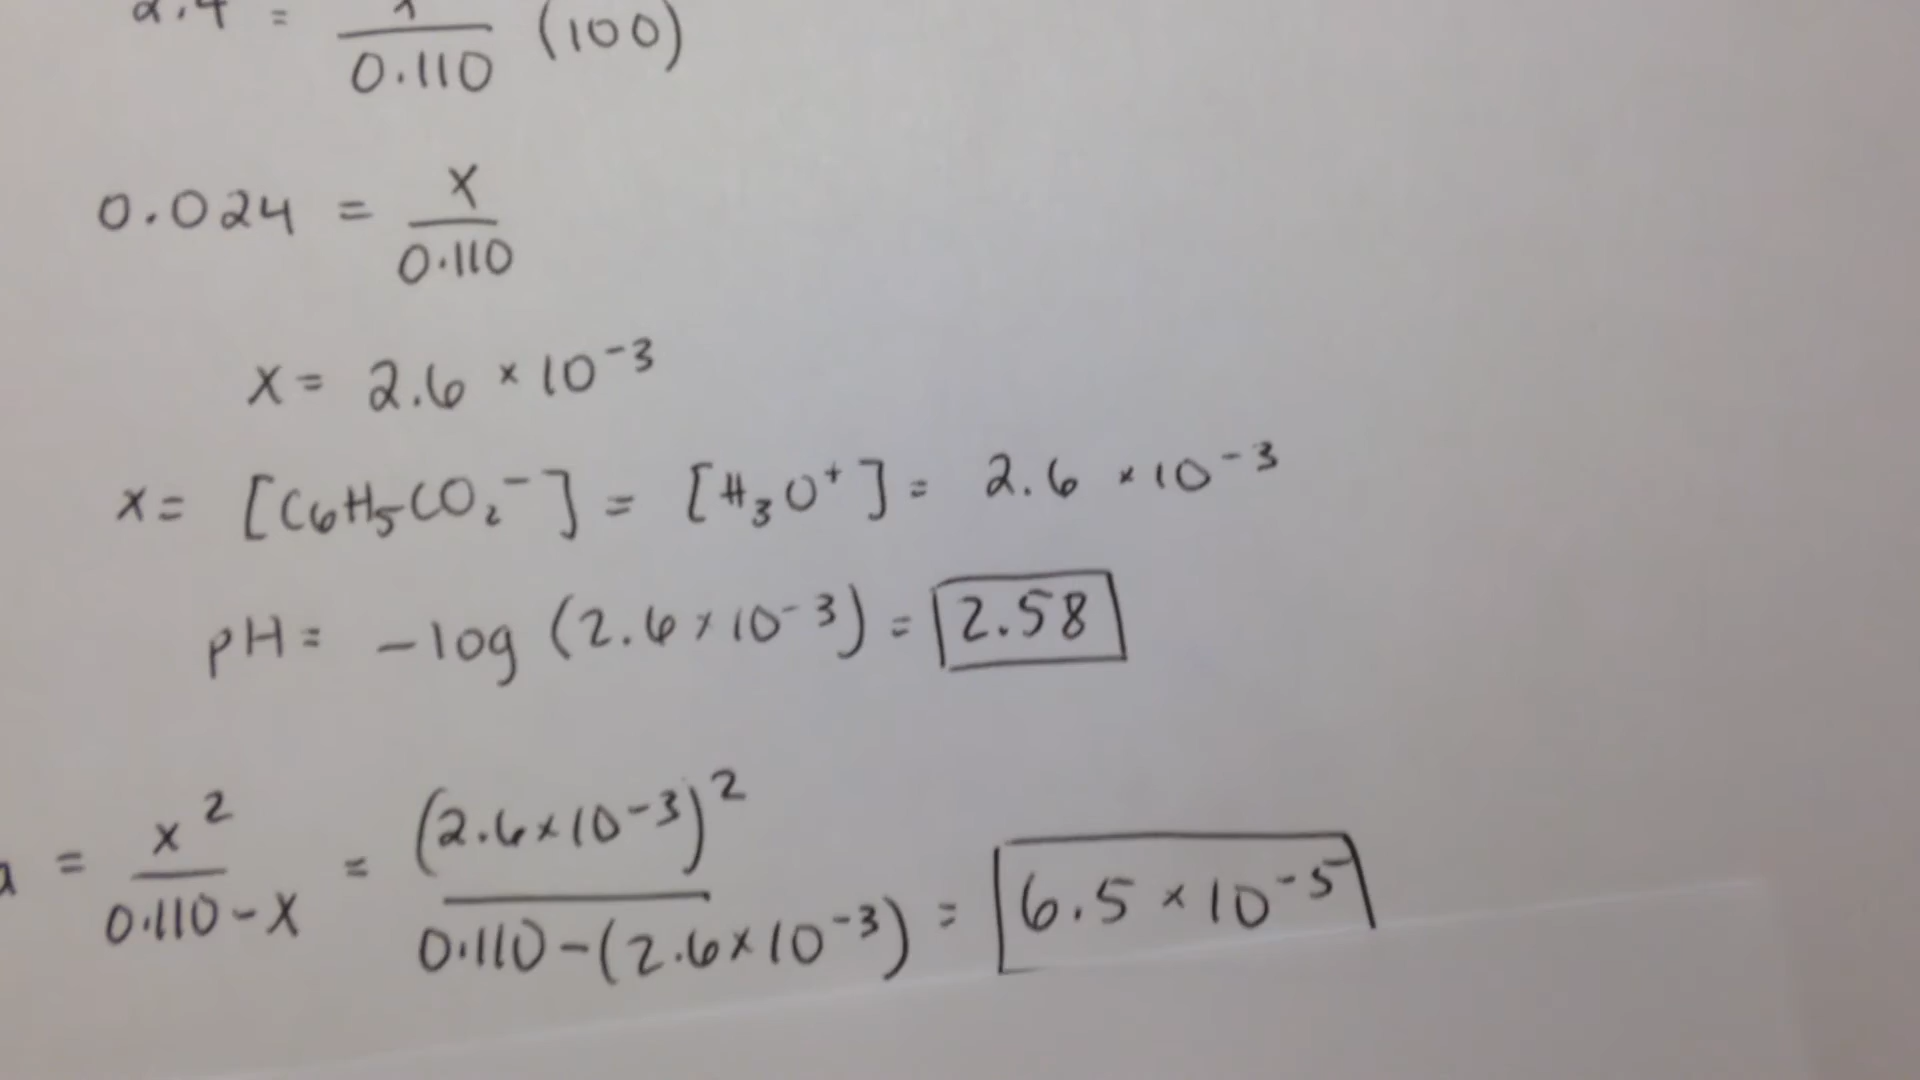 2.4 = x / 0.110 (100)
0.024 = x / 0.110
x = 2.6 × 10⁻³
x = [C6H5CO₂⁻] = [H₃O⁺] = 2.6 × 10⁻³
pH = -log (2.6 × 10⁻³) = 2.58
a = x² / 0.110 - x = (2.6 × 10⁻³)² / 0.110 - (2.6 × 10⁻³) = 6.5 × 10⁻⁵